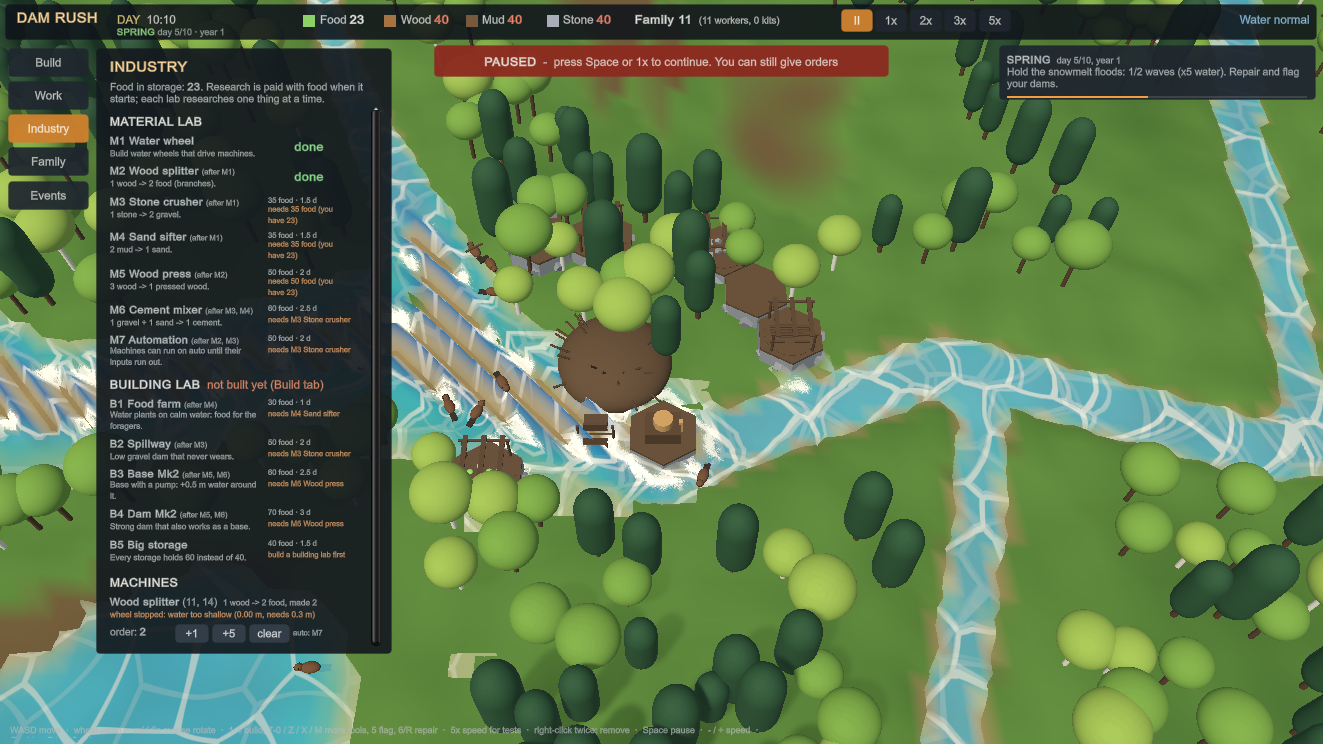 DAM RUSH
DAY 10:10
SPRING day 5/10 · year 1
Food 23
Wood 40
Mud 40
Stone 40
Family 11 (11 workers, 0 kits)
II
1x
2x
3x
5x
Water normal
Build
Work
Industry
Family
Events
PAUSED - press Space or 1x to continue. You can still give orders
SPRING day 5/10, year 1
Hold the snowmelt floods: 1/2 waves (x5 water). Repair and flag
your dams.
INDUSTRY
Food in storage: 23. Research is paid with food when it
starts; each lab researches one thing at a time.
MATERIAL LAB
M1 Water wheel
Build water wheels that drive machines.
done
M2 Wood splitter (after M1)
1 wood -> 2 food (branches).
done
M3 Stone crusher (after M1)
1 stone -> 2 gravel.
35 food · 1.5 d
needs 35 food (you
have 23)
M4 Sand sifter (after M1)
2 mud -> 1 sand.
35 food · 1.5 d
needs 35 food (you
have 23)
M5 Wood press (after M2)
3 wood -> 1 pressed wood.
50 food · 2 d
needs 50 food (you
have 23)
M6 Cement mixer (after M3, M4)
1 gravel + 1 sand -> 1 cement.
60 food · 2.5 d
needs M3 Stone crusher
M7 Automation (after M2, M3)
Machines can run on auto until their
inputs run out.
50 food · 2 d
needs M3 Stone crusher
BUILDING LAB not built yet (Build tab)
B1 Food farm (after M4)
Water plants on calm water: food for the
foragers.
30 food · 1 d
needs M4 Sand sifter
B2 Spillway (after M3)
Low gravel dam that never wears.
50 food · 2 d
needs M3 Stone crusher
B3 Base Mk2 (after M5, M6)
Base with a pump: +0.5 m water around
it.
60 food · 2.5 d
needs M5 Wood press
B4 Dam Mk2 (after M5, M6)
Strong dam that also works as a base.
70 food · 3 d
needs M5 Wood press
B5 Big storage
Every storage holds 60 instead of 40.
40 food · 1.5 d
build a building lab first
MACHINES
Wood splitter (11, 14) 1 wood -> 2 food, made 2
wheel stopped: water too shallow (0.00 m, needs 0.3 m)
order: 2
+1
+5
clear
auto: M7
WASD move · rotate · 5 flag, 6/R repair · 5x speed for tests · right-click twice: remove · Space pause · - / + speed ·